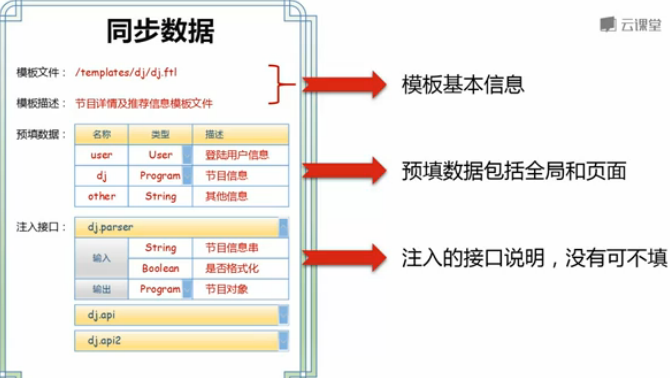 同步数据
云课堂
模板文件： /templates/dj/dj.ftl
模板描述： 节目详情及推荐信息模板文件
模板基本信息
预填数据： 名称 类型 描述
user User 登陆用户信息
dj Program 节目信息
other String 其他信息
预填数据包括全局和页面
注入接口： dj.parser
输入 String 节目信息串
Boolean 是否格式化
输出 Program 节目对象
注入的接口说明，没有可不填
dj.api
dj.api2